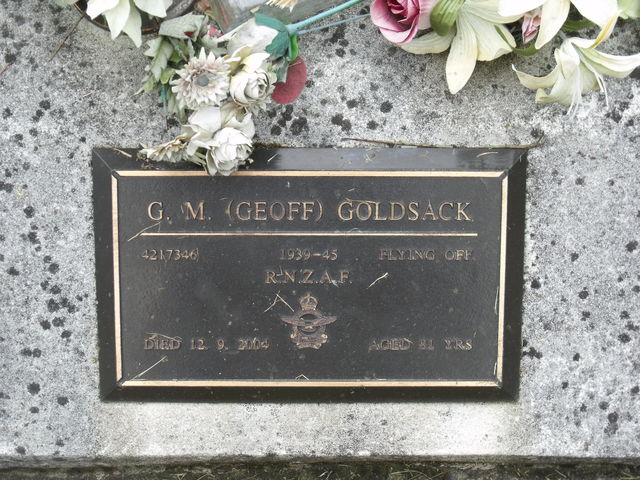 G. M. (GEOFF) GOLDSACK
4217346 1939-45 FLYING OFF.
R.N.Z.A.F.
DIED 12. 9. 2004 AGED 81 YRS